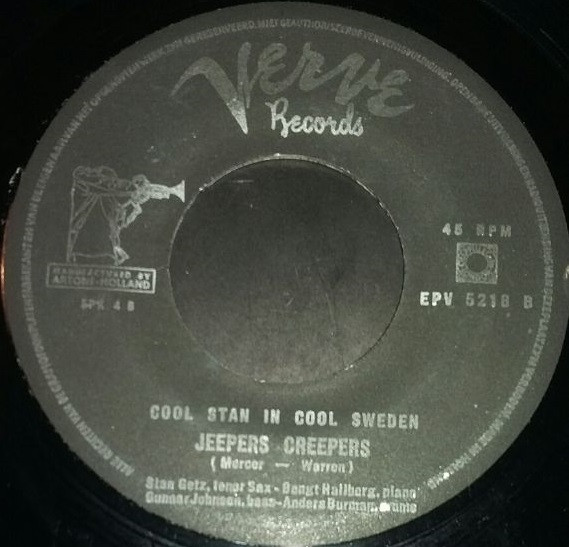 Verve
Records
MANUFACTURED BY
ARTONE-HOLLAND
45 RPM
EPV 5218 B
COOL STAN IN COOL SWEDEN
JEEPERS CREEPERS
( Mercer — Warren )
Stan Getz, tenor Sax - Bengt Hallberg, piano
Gunnar Johnson, bass - Anders Burman, drums